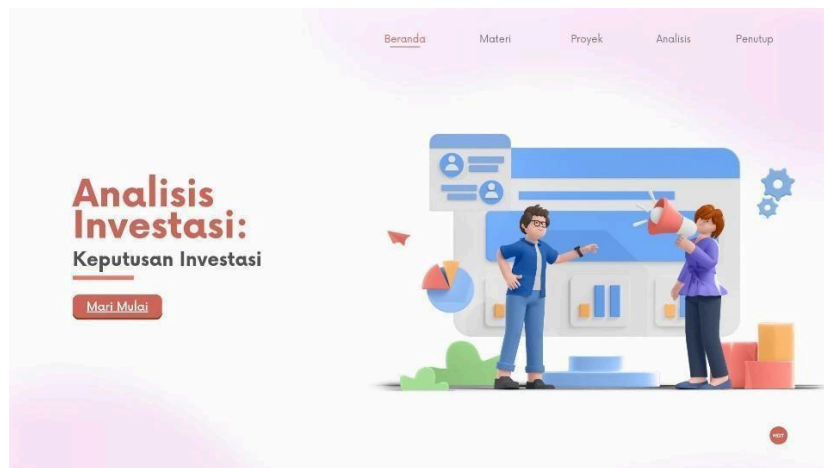 Beranda Materi Proyek Analisis Penutup
Analisis
Investasi:
Keputusan Investasi
Mari Mulai